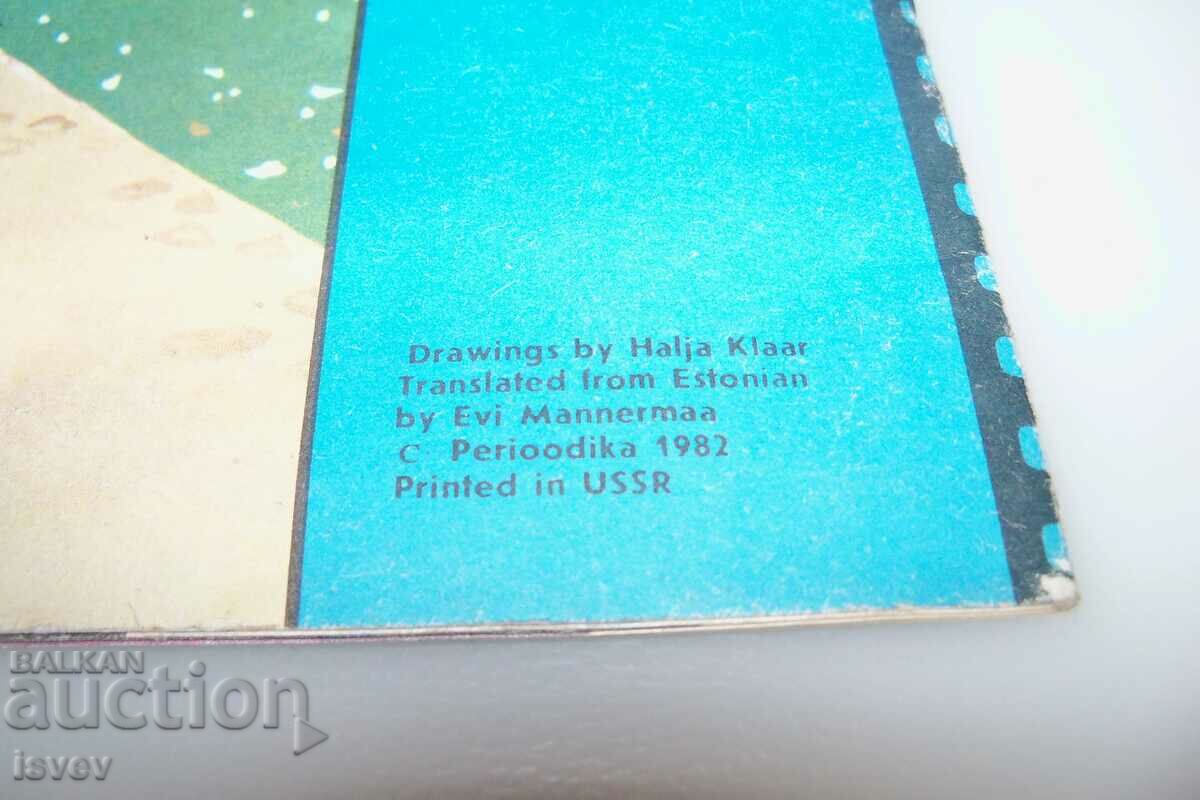 Drawings by Halja Klaar
Translated from Estonian
by Evi Mannermaa
C Perioodika 1982
Printed in USSR
BALKAN
auction
isvev